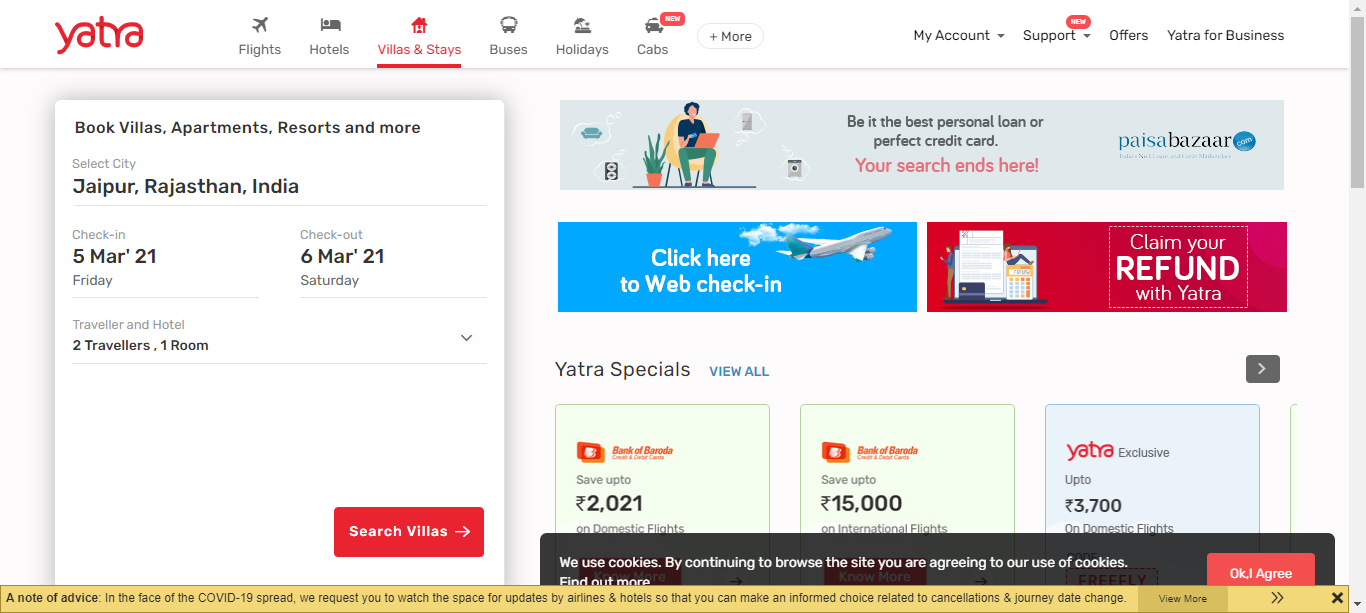 yatra
Flights
Hotels
Villas & Stays
Buses
Holidays
NEW
Cabs
+ More
My Account
NEW
Support
Offers
Yatra for Business
Book Villas, Apartments, Resorts and more
Select City
Jaipur, Rajasthan, India
Check-in
5 Mar' 21
Friday
Check-out
6 Mar' 21
Saturday
Traveller and Hotel
2 Travellers , 1 Room
Search Villas
Be it the best personal loan or
perfect credit card.
Your search ends here!
paisabazaar.com
Click here
to Web check-in
Claim your
REFUND
with Yatra
Yatra Specials VIEW ALL
Bank of Baroda
Credit & Debit Cards
Save upto
₹2,021
on Domestic Flights
Know More
Bank of Baroda
Credit & Debit Cards
Save upto
₹15,000
on International Flights
Know More
yatra Exclusive
Upto
₹3,700
On Domestic Flights
CODE
FREEFLY
We use cookies. By continuing to browse the site you are agreeing to our use of cookies.
Find out more
Ok,I Agree
A note of advice: In the face of the COVID-19 spread, we request you to watch the space for updates by airlines & hotels so that you can make an informed choice related to cancellations & journey date change.
View More